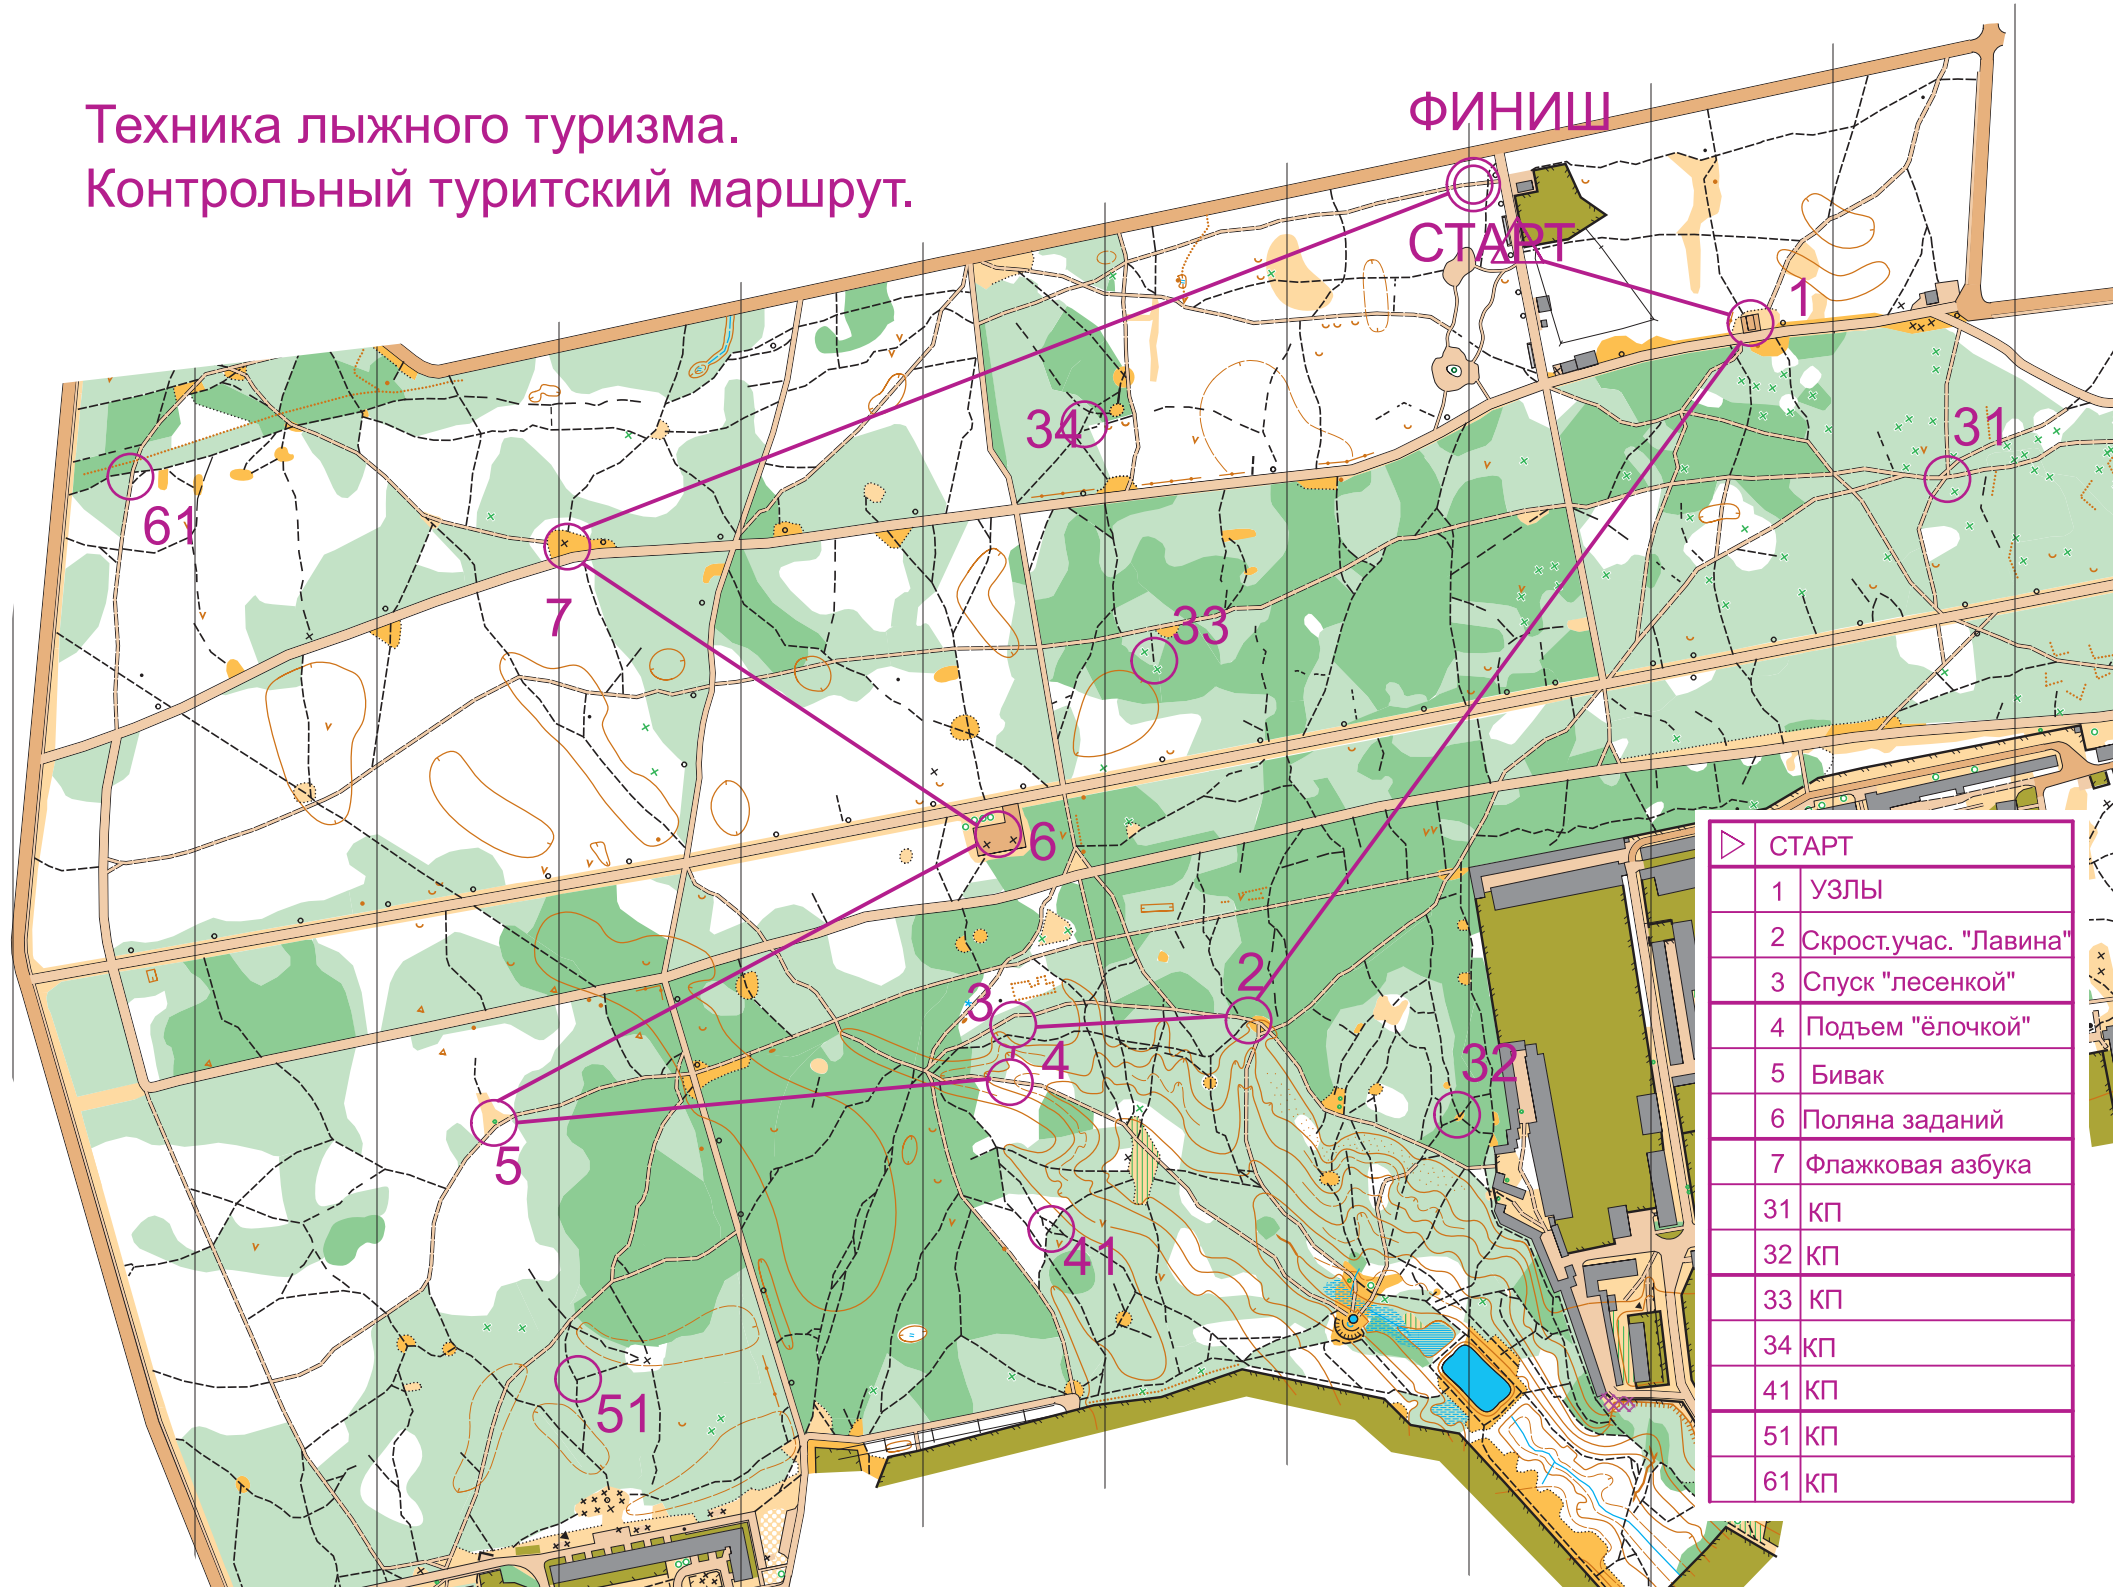 Техника лыжного туризма.
Контрольный туритский маршрут.
ФИНИШ
СТАРТ
1
31
34
61
7
33
6
2
3
4
32
5
41
51
СТАРТ
1 УЗЛЫ
2 Скрост.учас. "Лавина"
3 Спуск "лесенкой"
4 Подъем "ёлочкой"
5 Бивак
6 Поляна заданий
7 Флажковая азбука
31 КП
32 КП
33 КП
34 КП
41 КП
51 КП
61 КП